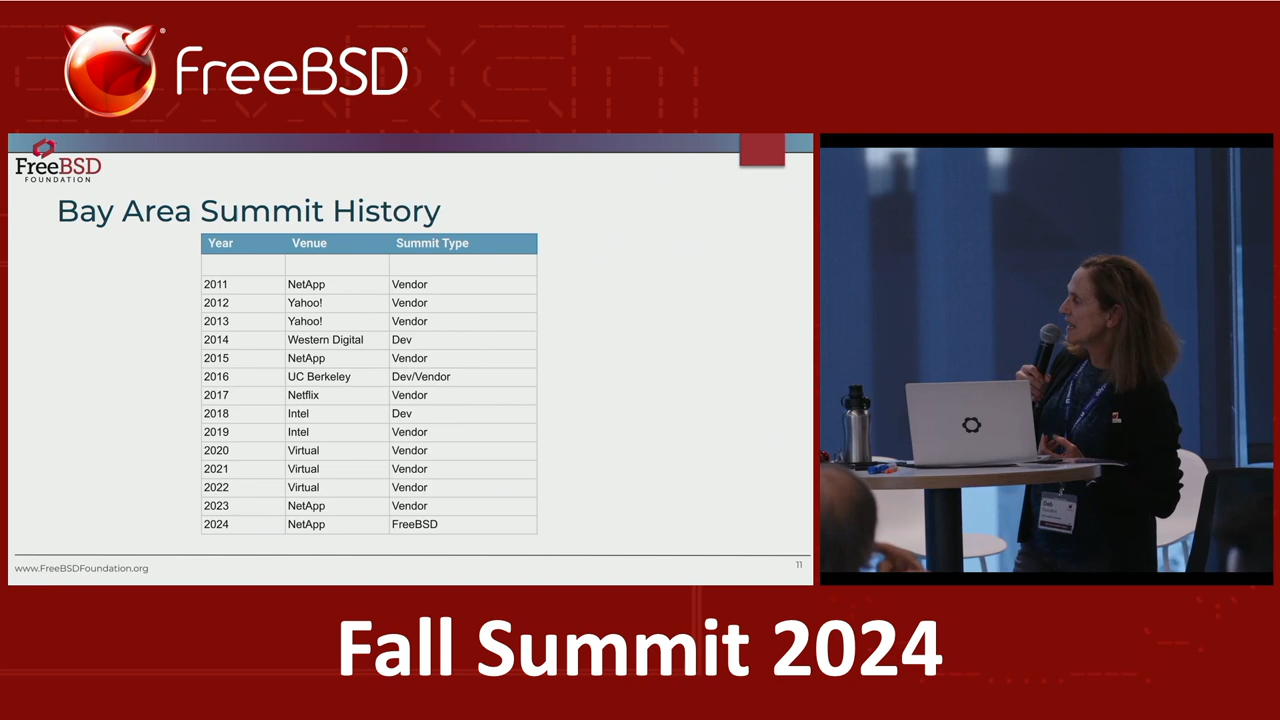 FreeBSD®
FreeBSD
FOUNDATION
Bay Area Summit History
Year Venue Summit Type
2011 NetApp Vendor
2012 Yahoo! Vendor
2013 Yahoo! Vendor
2014 Western Digital Dev
2015 NetApp Vendor
2016 UC Berkeley Dev/Vendor
2017 Netflix Vendor
2018 Intel Dev
2019 Intel Vendor
2020 Virtual Vendor
2021 Virtual Vendor
2022 Virtual Vendor
2023 NetApp Vendor
2024 NetApp FreeBSD
www.FreeBSDFoundation.org 11
Deb
Fall Summit 2024